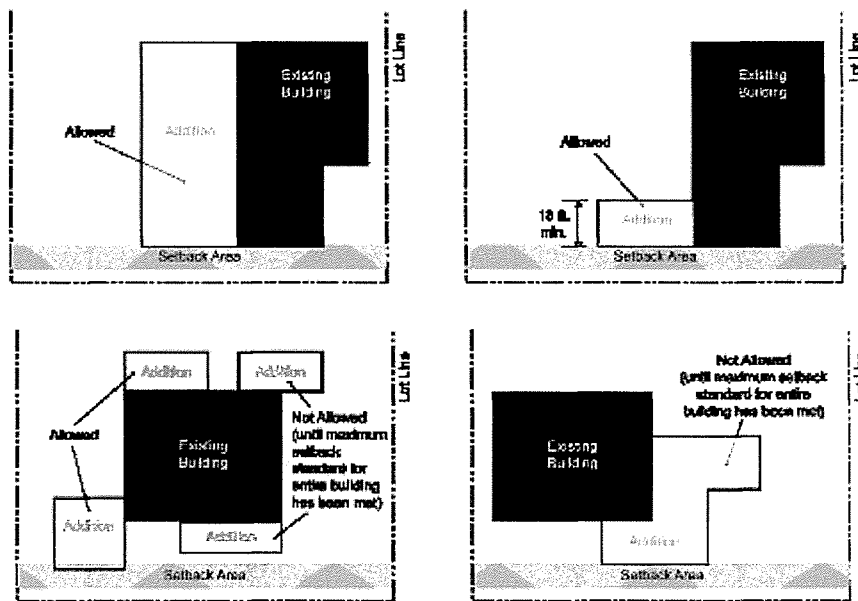 Lot Line
Existing
Building
Addition
Allowed
Setback Area
Lot Line
Existing
Building
Allowed
18 ft.
min.
Addition
Setback Area
Lot Line
Addition
Addition
Not Allowed
(until maximum
setback
standard for
entire building
has been met)
Allowed
Existing
Building
Addition
Addition
Setback Area
Lot Line
Not Allowed
(until maximum setback
standard for entire
building has been met)
Existing
Building
Addition
Setback Area